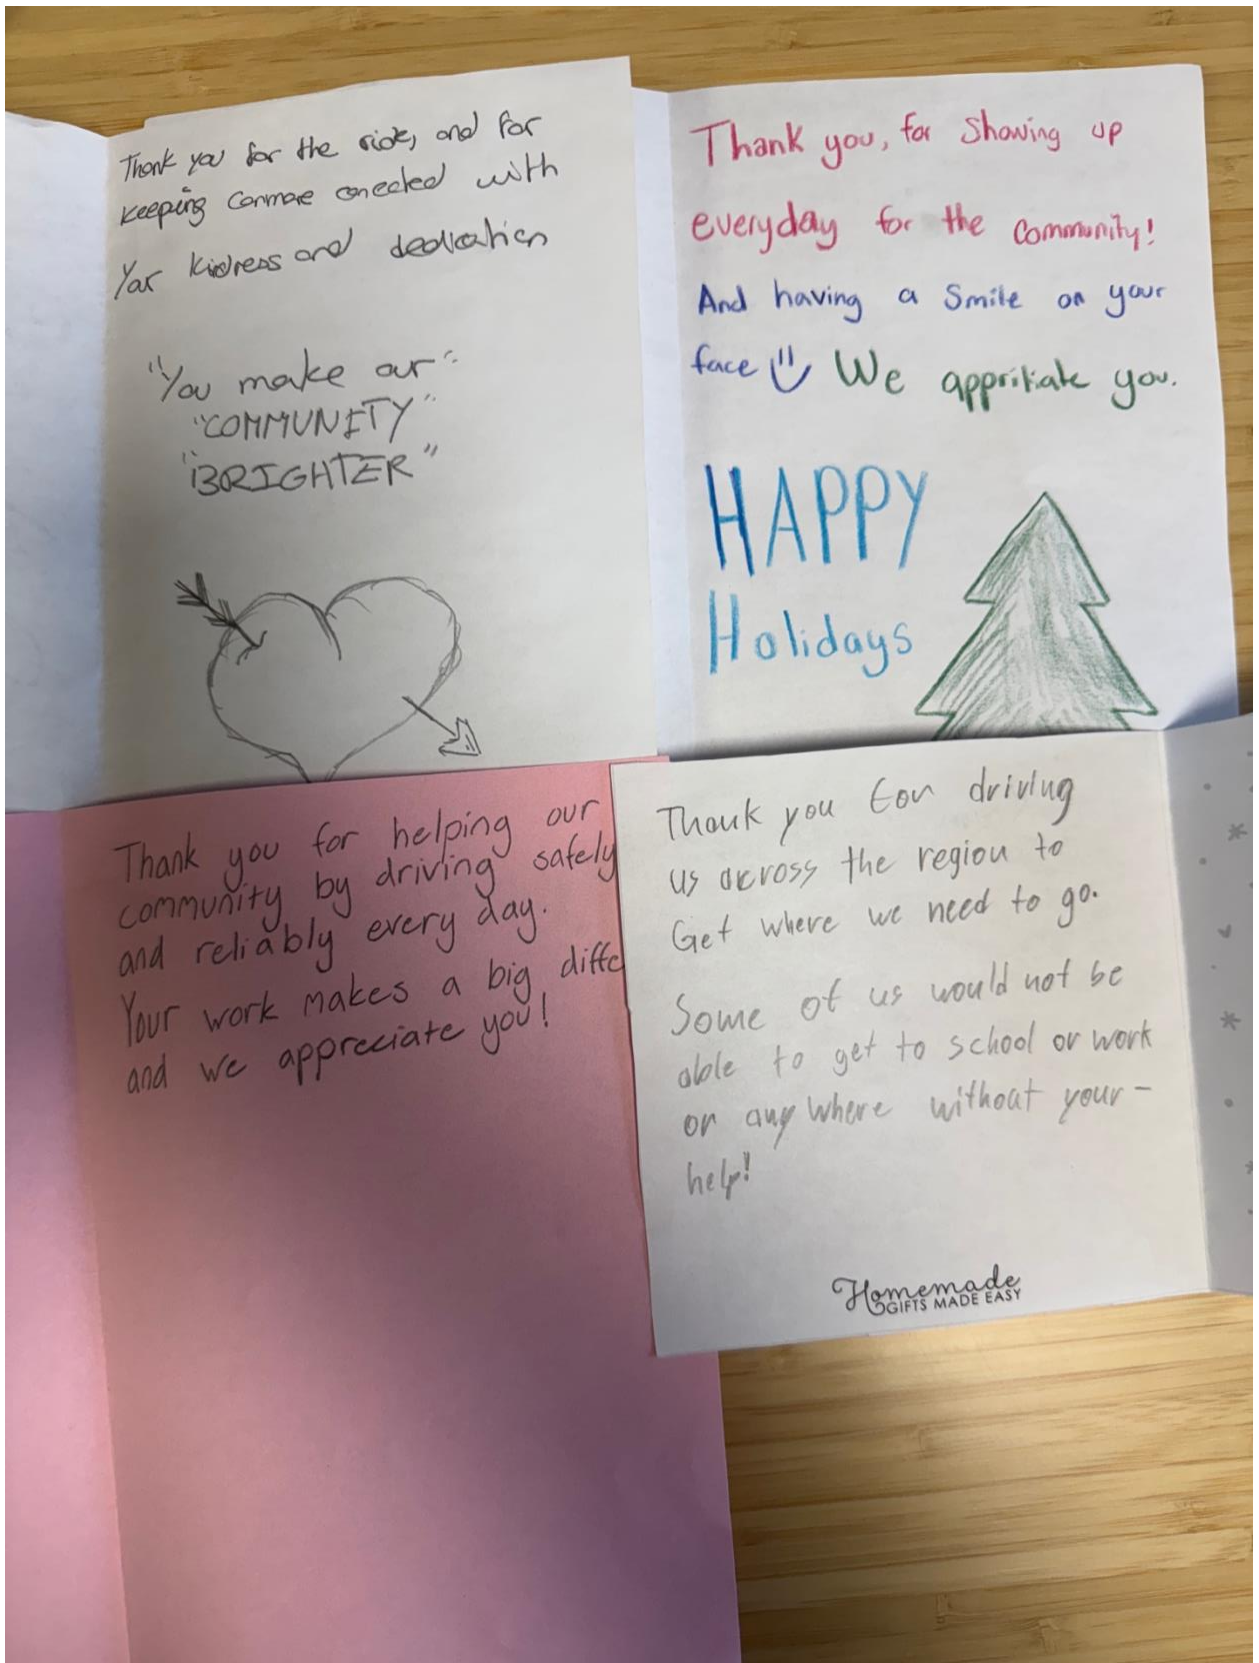 Thank you for the ride, and for
keeping Canmore conected with
Your kindness and dedication
"You make our"
"COMMUNITY"
"BRIGHTER"
Thank you, for Showing up
everyday for the community!
And having a Smile on your
face We appritiate you.
HAPPY
Holidays
Thank you for helping our
community by driving safely
and reliably every day.
Your work makes a big diffe
and we appreciate you!
Thank you for driving
us across the region to
Get where we need to go.
Some of us would not be
able to get to school or work
or anywhere without your-
help!
Homemade
GIFTS MADE EASY